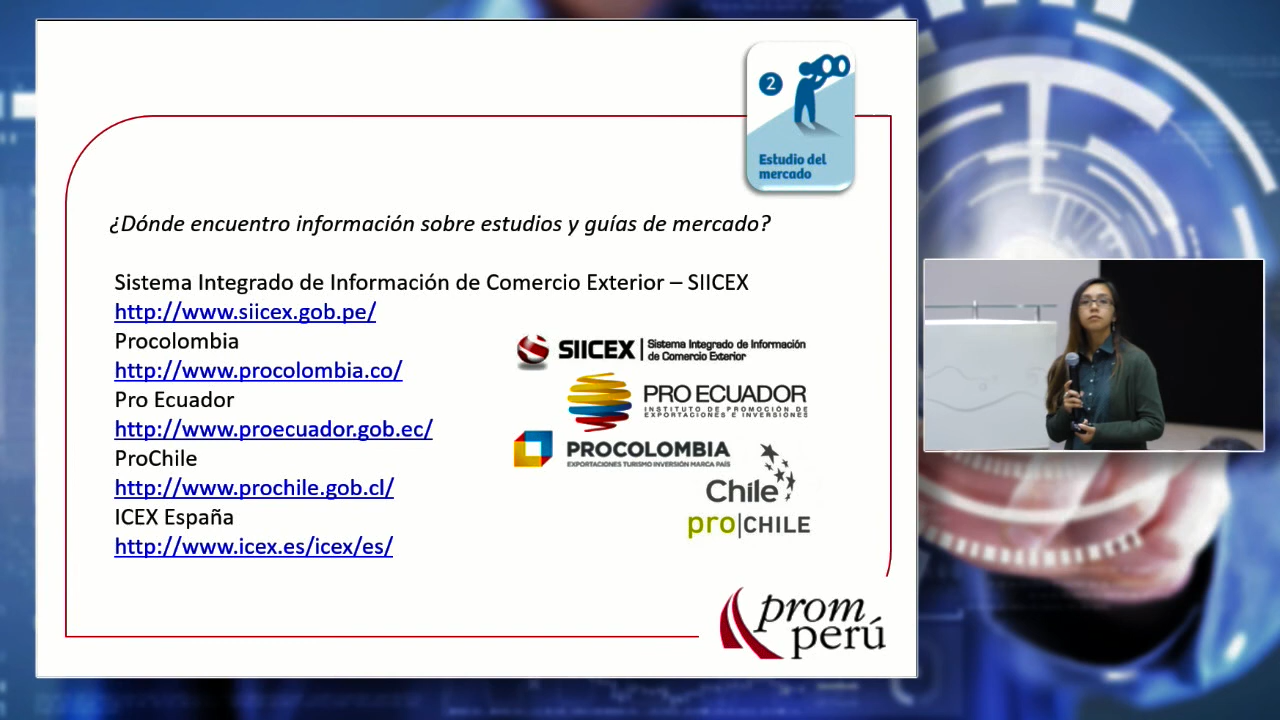 2
Estudio del
mercado
¿Dónde encuentro información sobre estudios y guías de mercado?
Sistema Integrado de Información de Comercio Exterior – SIICEX
http://www.siicex.gob.pe/
Procolombia
http://www.procolombia.co/
Pro Ecuador
http://www.proecuador.gob.ec/
ProChile
http://www.prochile.gob.cl/
ICEX España
http://www.icex.es/icex/es/
SIICEX | Sistema Integrado de Información
de Comercio Exterior
PRO ECUADOR
INSTITUTO DE PROMOCIÓN DE
EXPORTACIONES E INVERSIONES
PROCOLOMBIA
EXPORTACIONES TURISMO INVERSIÓN MARCA PAÍS
Chile
pro|CHILE
prom
perú